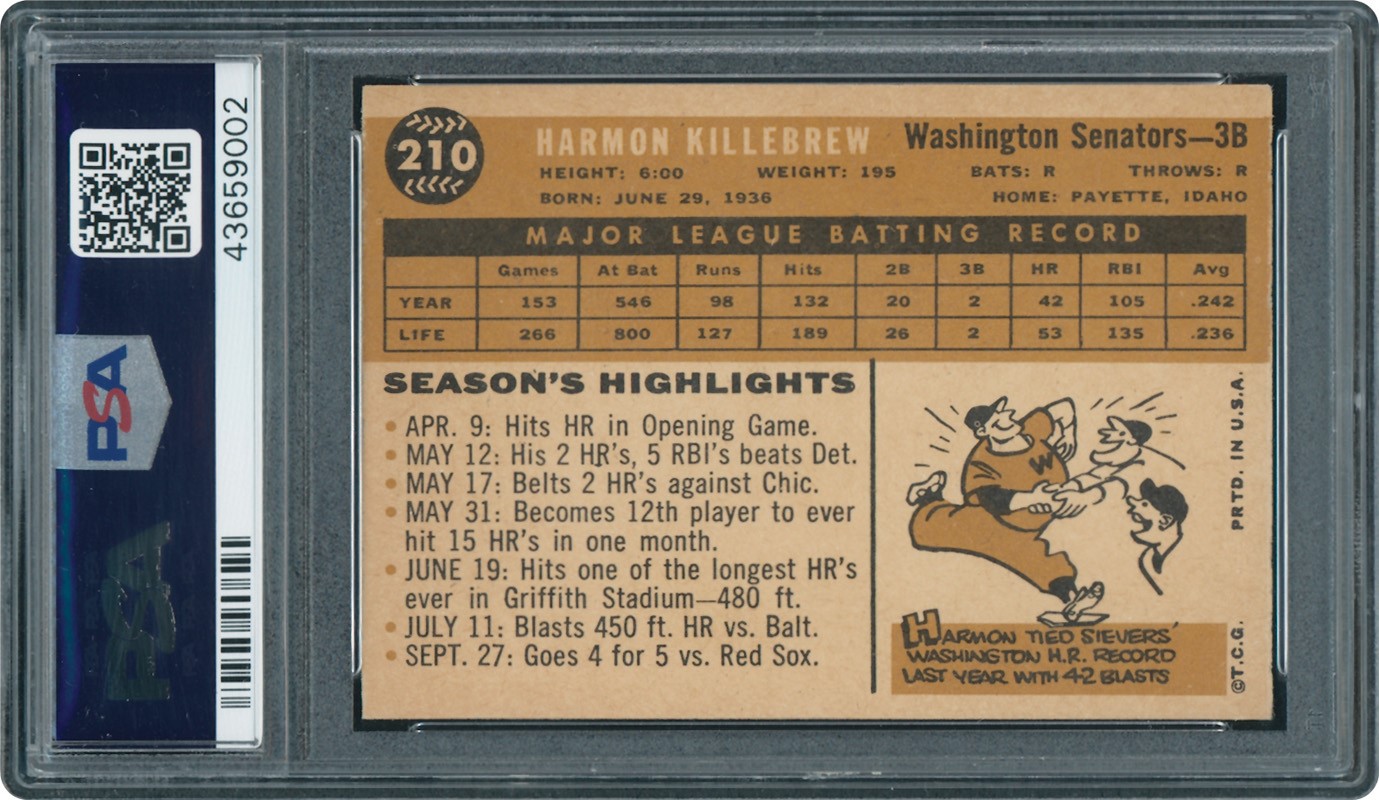 43659002
PSA
PSA
210
HARMON KILLEBREW Washington Senators—3B
HEIGHT: 6:00 WEIGHT: 195 BATS: R THROWS: R
BORN: JUNE 29, 1936 HOME: PAYETTE, IDAHO
MAJOR LEAGUE BATTING RECORD
Games At Bat Runs Hits 2B 3B HR RBI Avg
YEAR 153 546 98 132 20 2 42 105 .242
LIFE 266 800 127 189 26 2 53 135 .236
SEASON'S HIGHLIGHTS
• APR. 9: Hits HR in Opening Game.
• MAY 12: His 2 HR's, 5 RBI's beats Det.
• MAY 17: Belts 2 HR's against Chic.
• MAY 31: Becomes 12th player to ever
hit 15 HR's in one month.
• JUNE 19: Hits one of the longest HR's
ever in Griffith Stadium—480 ft.
• JULY 11: Blasts 450 ft. HR vs. Balt.
• SEPT. 27: Goes 4 for 5 vs. Red Sox.
W
HARMON TIED SIEVERS'
WASHINGTON H.R. RECORD
LAST YEAR WITH 42 BLASTS
©T.C.G. PRTD. IN U.S.A.